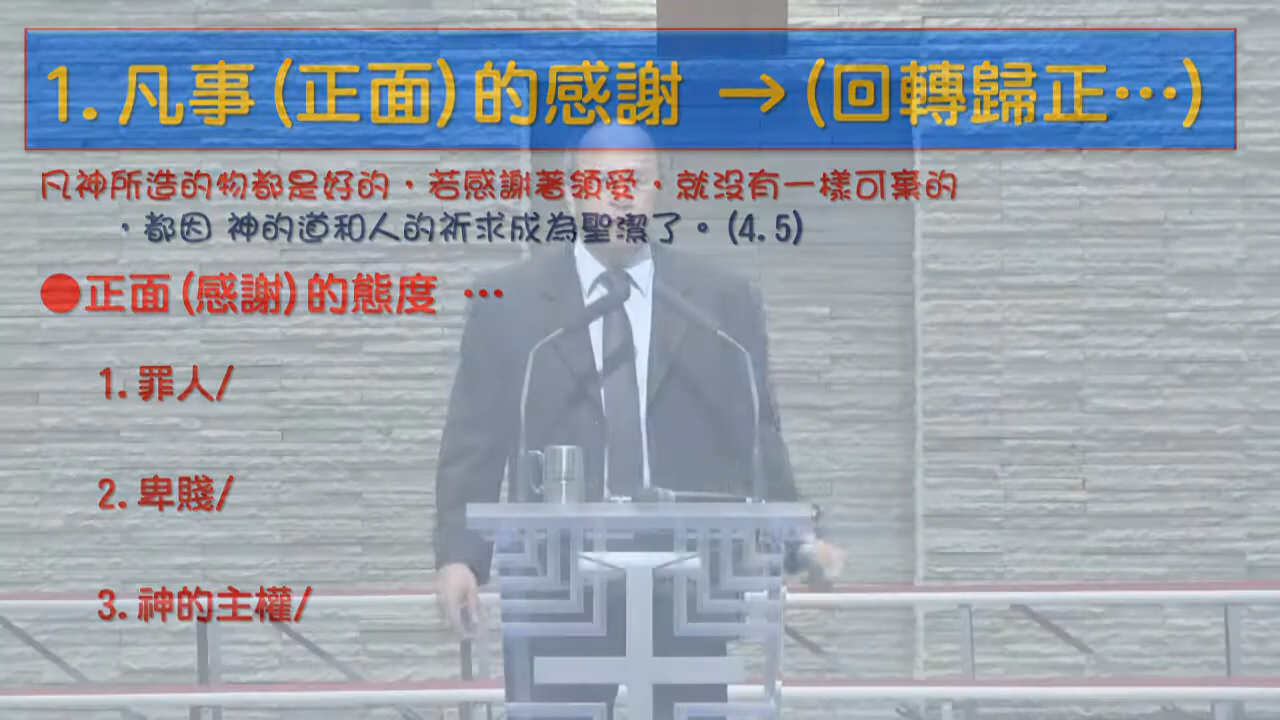 1. 凡事(正面)的感謝 →(回轉歸正…)
凡神所造的物都是好的，若感謝著領受，就沒有一樣可棄的
，都因 神的道和人的祈求成為聖潔了。(4.5)
●正面(感謝)的態度 …
1. 罪人/
2. 卑賤/
3. 神的主權/